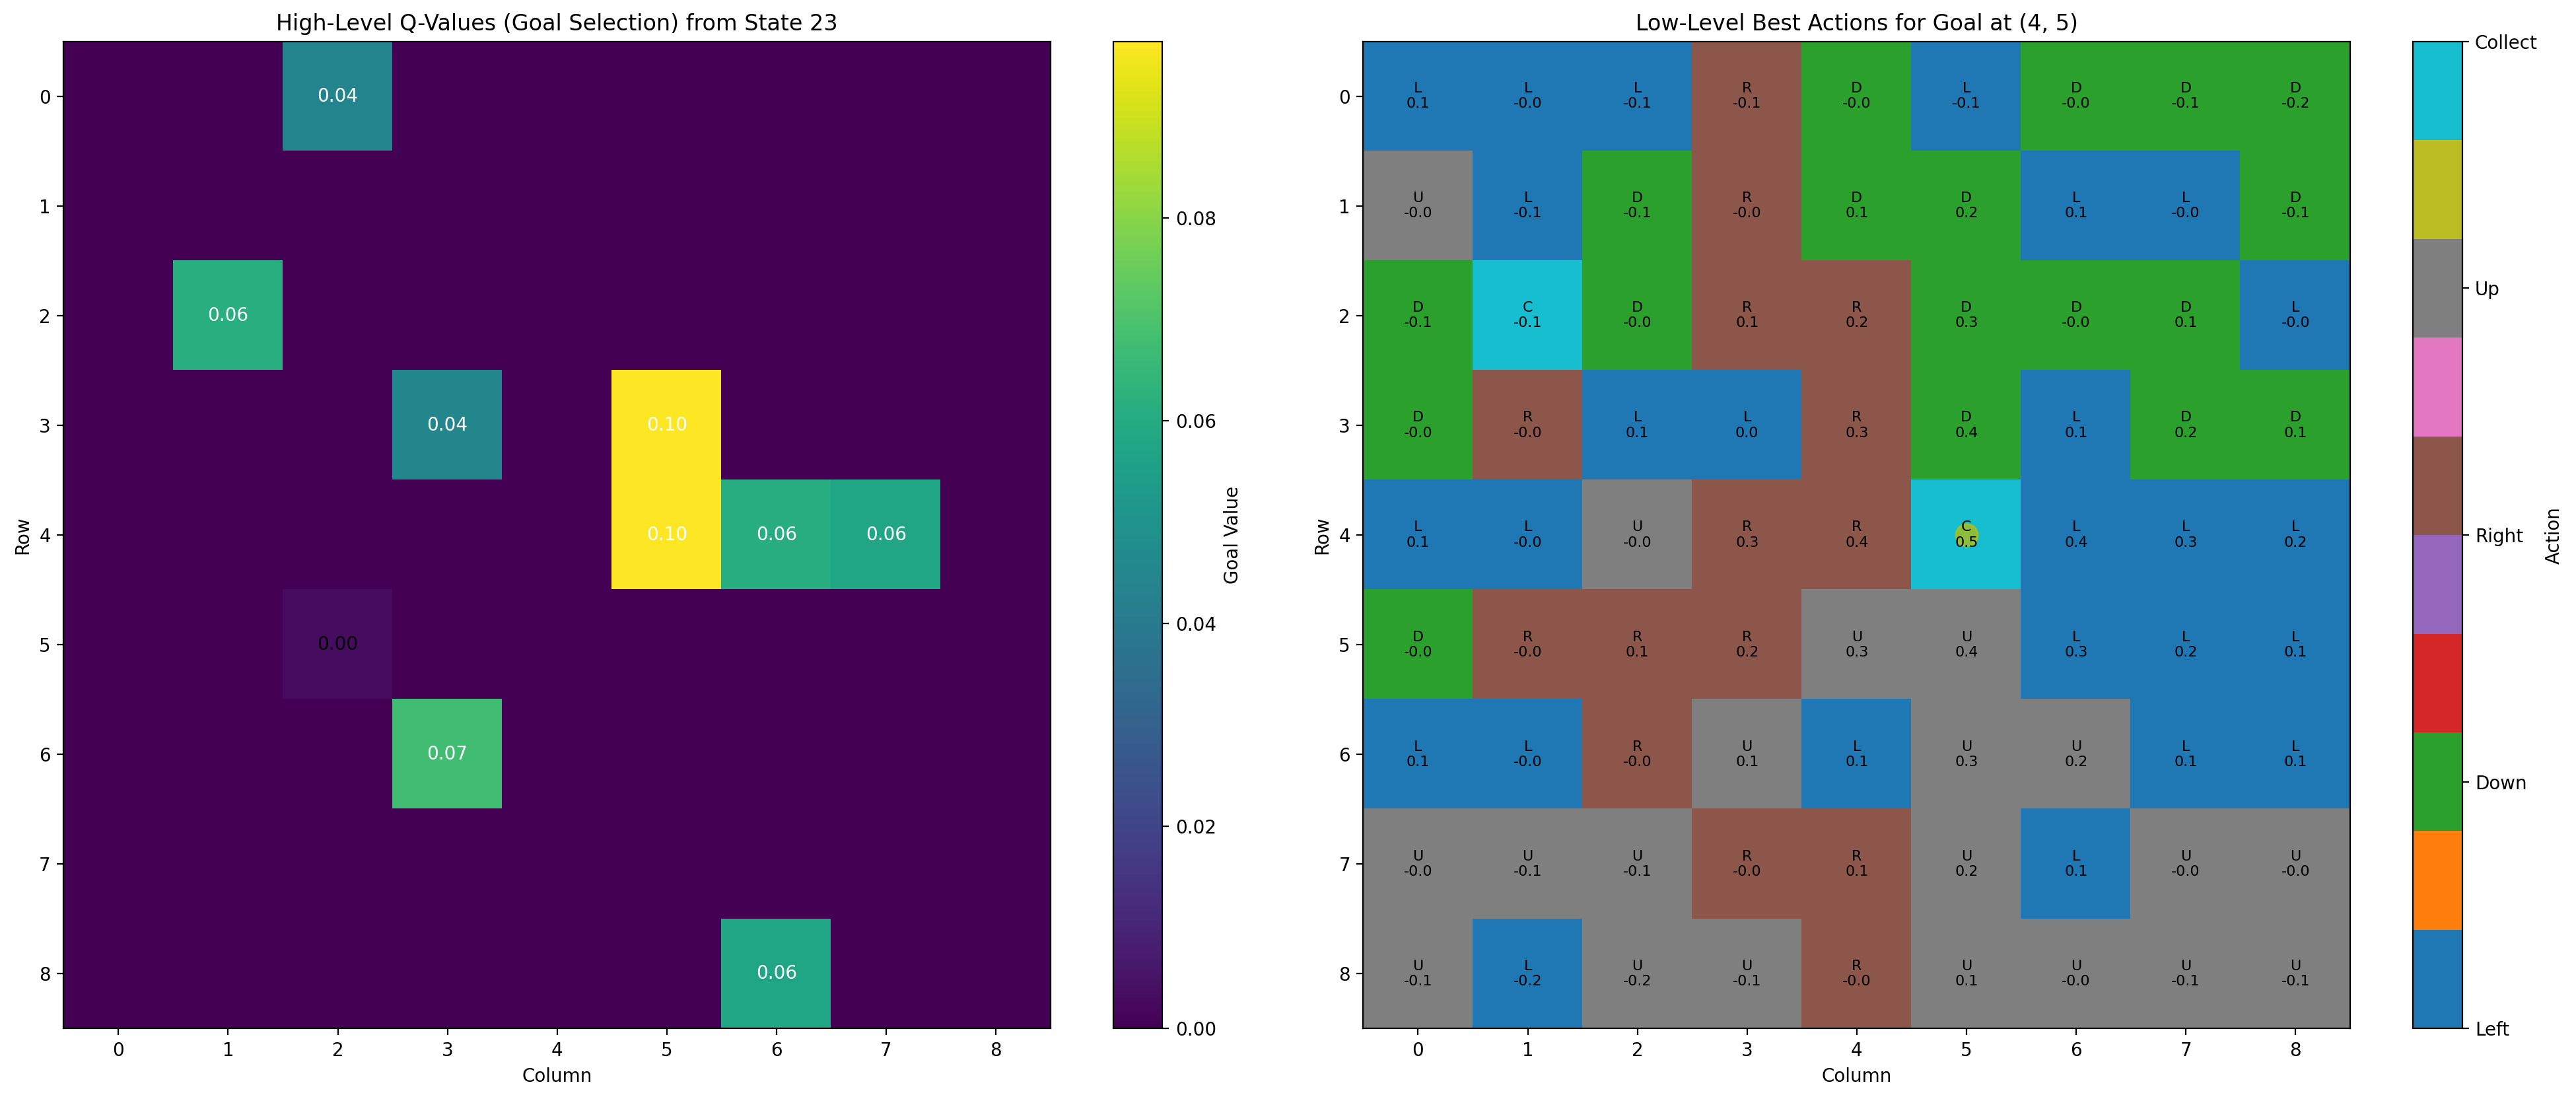 High-Level Q-Values (Goal Selection) from State 23
0 1 2 3 4 5 6 7 8
Row
0.04
0.06
0.04 0.10
0.10 0.06 0.06
0.00
0.07
0.06
0 1 2 3 4 5 6 7 8
Column
0.08
0.06
0.04
0.02
0.00
Goal Value
Low-Level Best Actions for Goal at (4, 5)
Row
0
L L L R D L D D D
0.1 -0.0 -0.1 -0.1 -0.0 -0.1 -0.0 -0.1 -0.2
1
U L D R D D L L D
-0.0 -0.1 -0.1 -0.0 0.1 0.2 0.1 -0.0 -0.1
2
D C D R R D D D L
-0.1 -0.1 -0.0 0.1 0.2 0.3 -0.0 0.1 -0.0
3
D R L L R D L D D
-0.0 -0.0 0.1 0.0 0.3 0.4 0.1 0.2 0.1
4
L L U R R C L L L
0.1 -0.0 -0.0 0.3 0.4 0.5 0.4 0.3 0.2
5
D R R R U U L L L
-0.0 -0.0 0.1 0.2 0.3 0.4 0.3 0.2 0.1
6
L L R U L U U L L
0.1 -0.0 -0.0 0.1 0.1 0.3 0.2 0.1 0.1
7
U U U R R U L U U
-0.0 -0.1 -0.1 -0.0 0.1 0.2 0.1 -0.0 -0.0
8
U L U U R U U U U
-0.1 -0.2 -0.2 -0.1 -0.0 0.1 -0.0 -0.1 -0.1
0 1 2 3 4 5 6 7 8
Column
Collect
Up
Right
Down
Left
Action